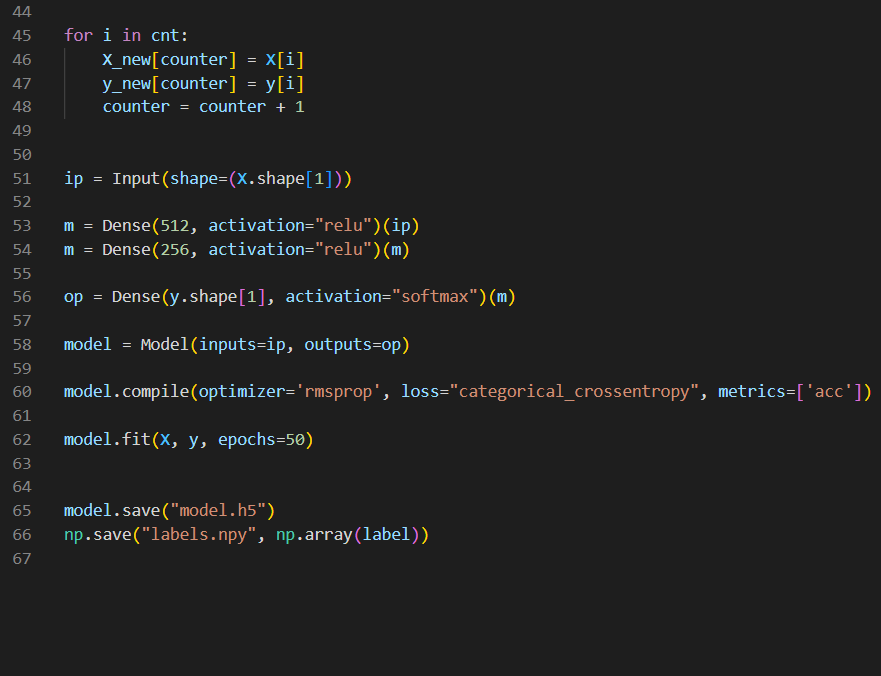 44
45 for i in cnt:
46     X_new[counter] = X[i]
47     y_new[counter] = y[i]
48     counter = counter + 1
49
50
51 ip = Input(shape=(X.shape[1]))
52
53 m = Dense(512, activation="relu")(ip)
54 m = Dense(256, activation="relu")(m)
55
56 op = Dense(y.shape[1], activation="softmax")(m)
57
58 model = Model(inputs=ip, outputs=op)
59
60 model.compile(optimizer='rmsprop', loss="categorical_crossentropy", metrics=['acc'])
61
62 model.fit(X, y, epochs=50)
63
64
65 model.save("model.h5")
66 np.save("labels.npy", np.array(label))
67